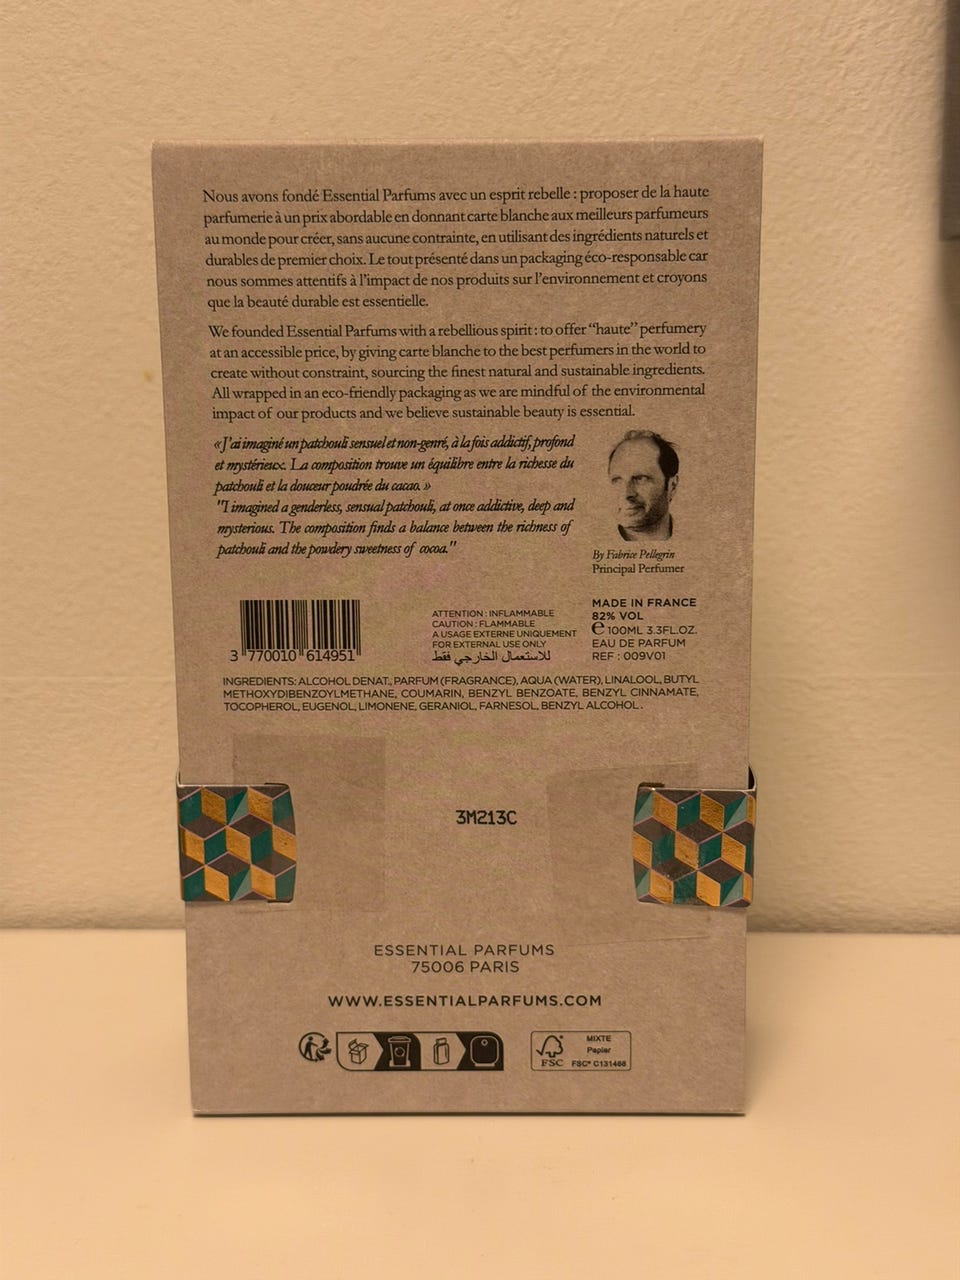 Nous avons fondé Essential Parfums avec un esprit rebelle : proposer de la haute
parfumerie à un prix abordable en donnant carte blanche aux meilleurs parfumeurs
au monde pour créer, sans aucune contrainte, en utilisant des ingrédients naturels et
durables de premier choix. Le tout présenté dans un packaging éco-responsable car
nous sommes attentifs à l'impact de nos produits sur l'environnement et croyons
que la beauté durable est essentielle.
We founded Essential Parfums with a rebellious spirit : to offer “haute” perfumery
at an accessible price, by giving carte blanche to the best perfumers in the world to
create without constraint, sourcing the finest natural and sustainable ingredients.
All wrapped in an eco-friendly packaging as we are mindful of the environmental
impact of our products and we believe sustainable beauty is essential.
«J'ai imaginé un patchouli sensuel et non-genré, à la fois addictif, profond
et mystérieux. La composition trouve un équilibre entre la richesse du
patchouli et la douceur poudrée du cacao. »
"I imagined a genderless, sensual patchouli, at once addictive, deep and
mysterious. The composition finds a balance between the richness of
patchouli and the powdery sweetness of cocoa."
By Fabrice Pellegrin
Principal Perfumer
3 770010 614951
ATTENTION : INFLAMMABLE
CAUTION : FLAMMABLE
A USAGE EXTERNE UNIQUEMENT
FOR EXTERNAL USE ONLY
للاستعمال الخارجي فقط
MADE IN FRANCE
82% VOL
℮ 100ML 3.3FL.OZ.
EAU DE PARFUM
REF : 009V01
INGREDIENTS: ALCOHOL DENAT., PARFUM (FRAGRANCE), AQUA (WATER), LINALOOL, BUTYL
METHOXYDIBENZOYLMETHANE, COUMARIN, BENZYL BENZOATE, BENZYL CINNAMATE,
TOCOPHEROL, EUGENOL, LIMONENE, GERANIOL, FARNESOL, BENZYL ALCOHOL.
3M213C
ESSENTIAL PARFUMS
75006 PARIS
WWW.ESSENTIALPARFUMS.COM
FSC
MIXTE
Papier
FSC® C131466